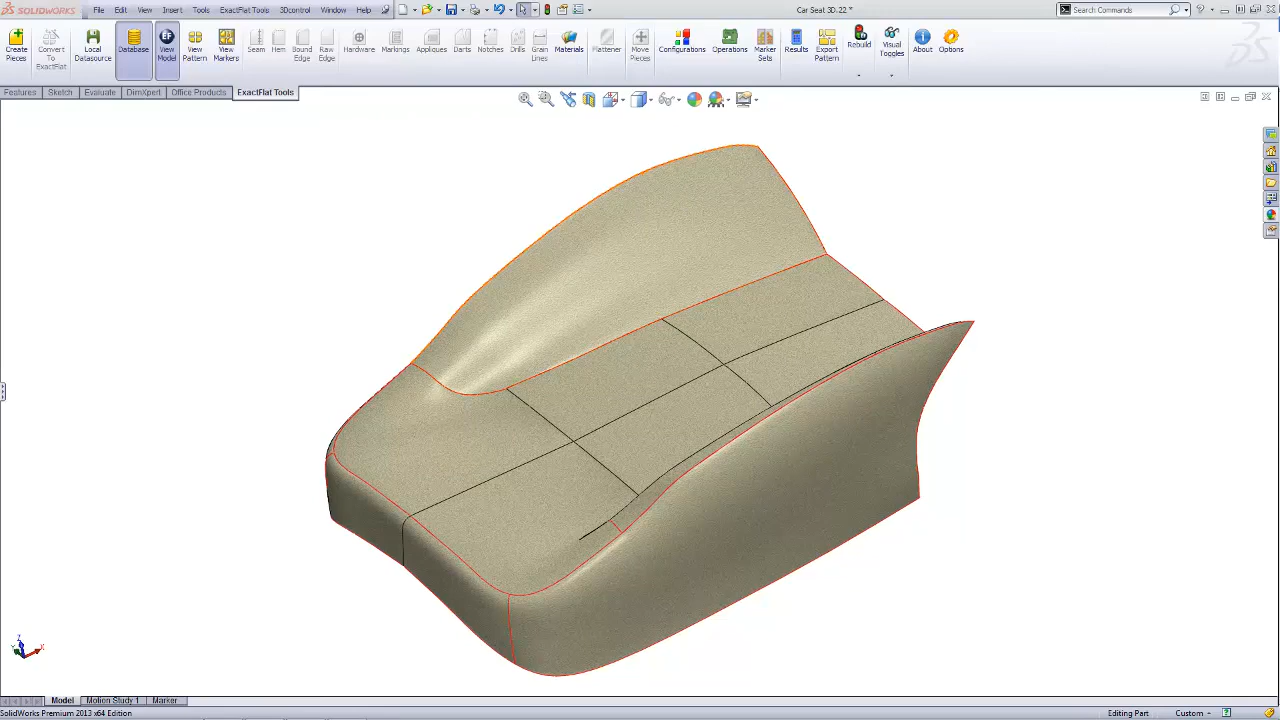 SOLIDWORKS File Edit View Insert Tools ExactFlat Tools 3Dcontrol Window Help Car Seat 3D-22 * Search Commands
Create Pieces
Convert To ExactFlat
Local Datasource
Database
View Model
View Pattern
View Markers
Seam
Hem
Bound Edge
Raw Edge
Hardware
Markings
Appliques
Darts
Notches
Drills
Grain Lines
Materials
Flattener
Move Pieces
Configurations
Operations
Marker Sets
Results
Export Pattern
Rebuild
Visual Toggles
About
Options
Features Sketch Evaluate DimXpert Office Products ExactFlat Tools
Z
Y X
Model Motion Study 1 Marker
SolidWorks Premium 2013 x64 Edition Editing Part Custom